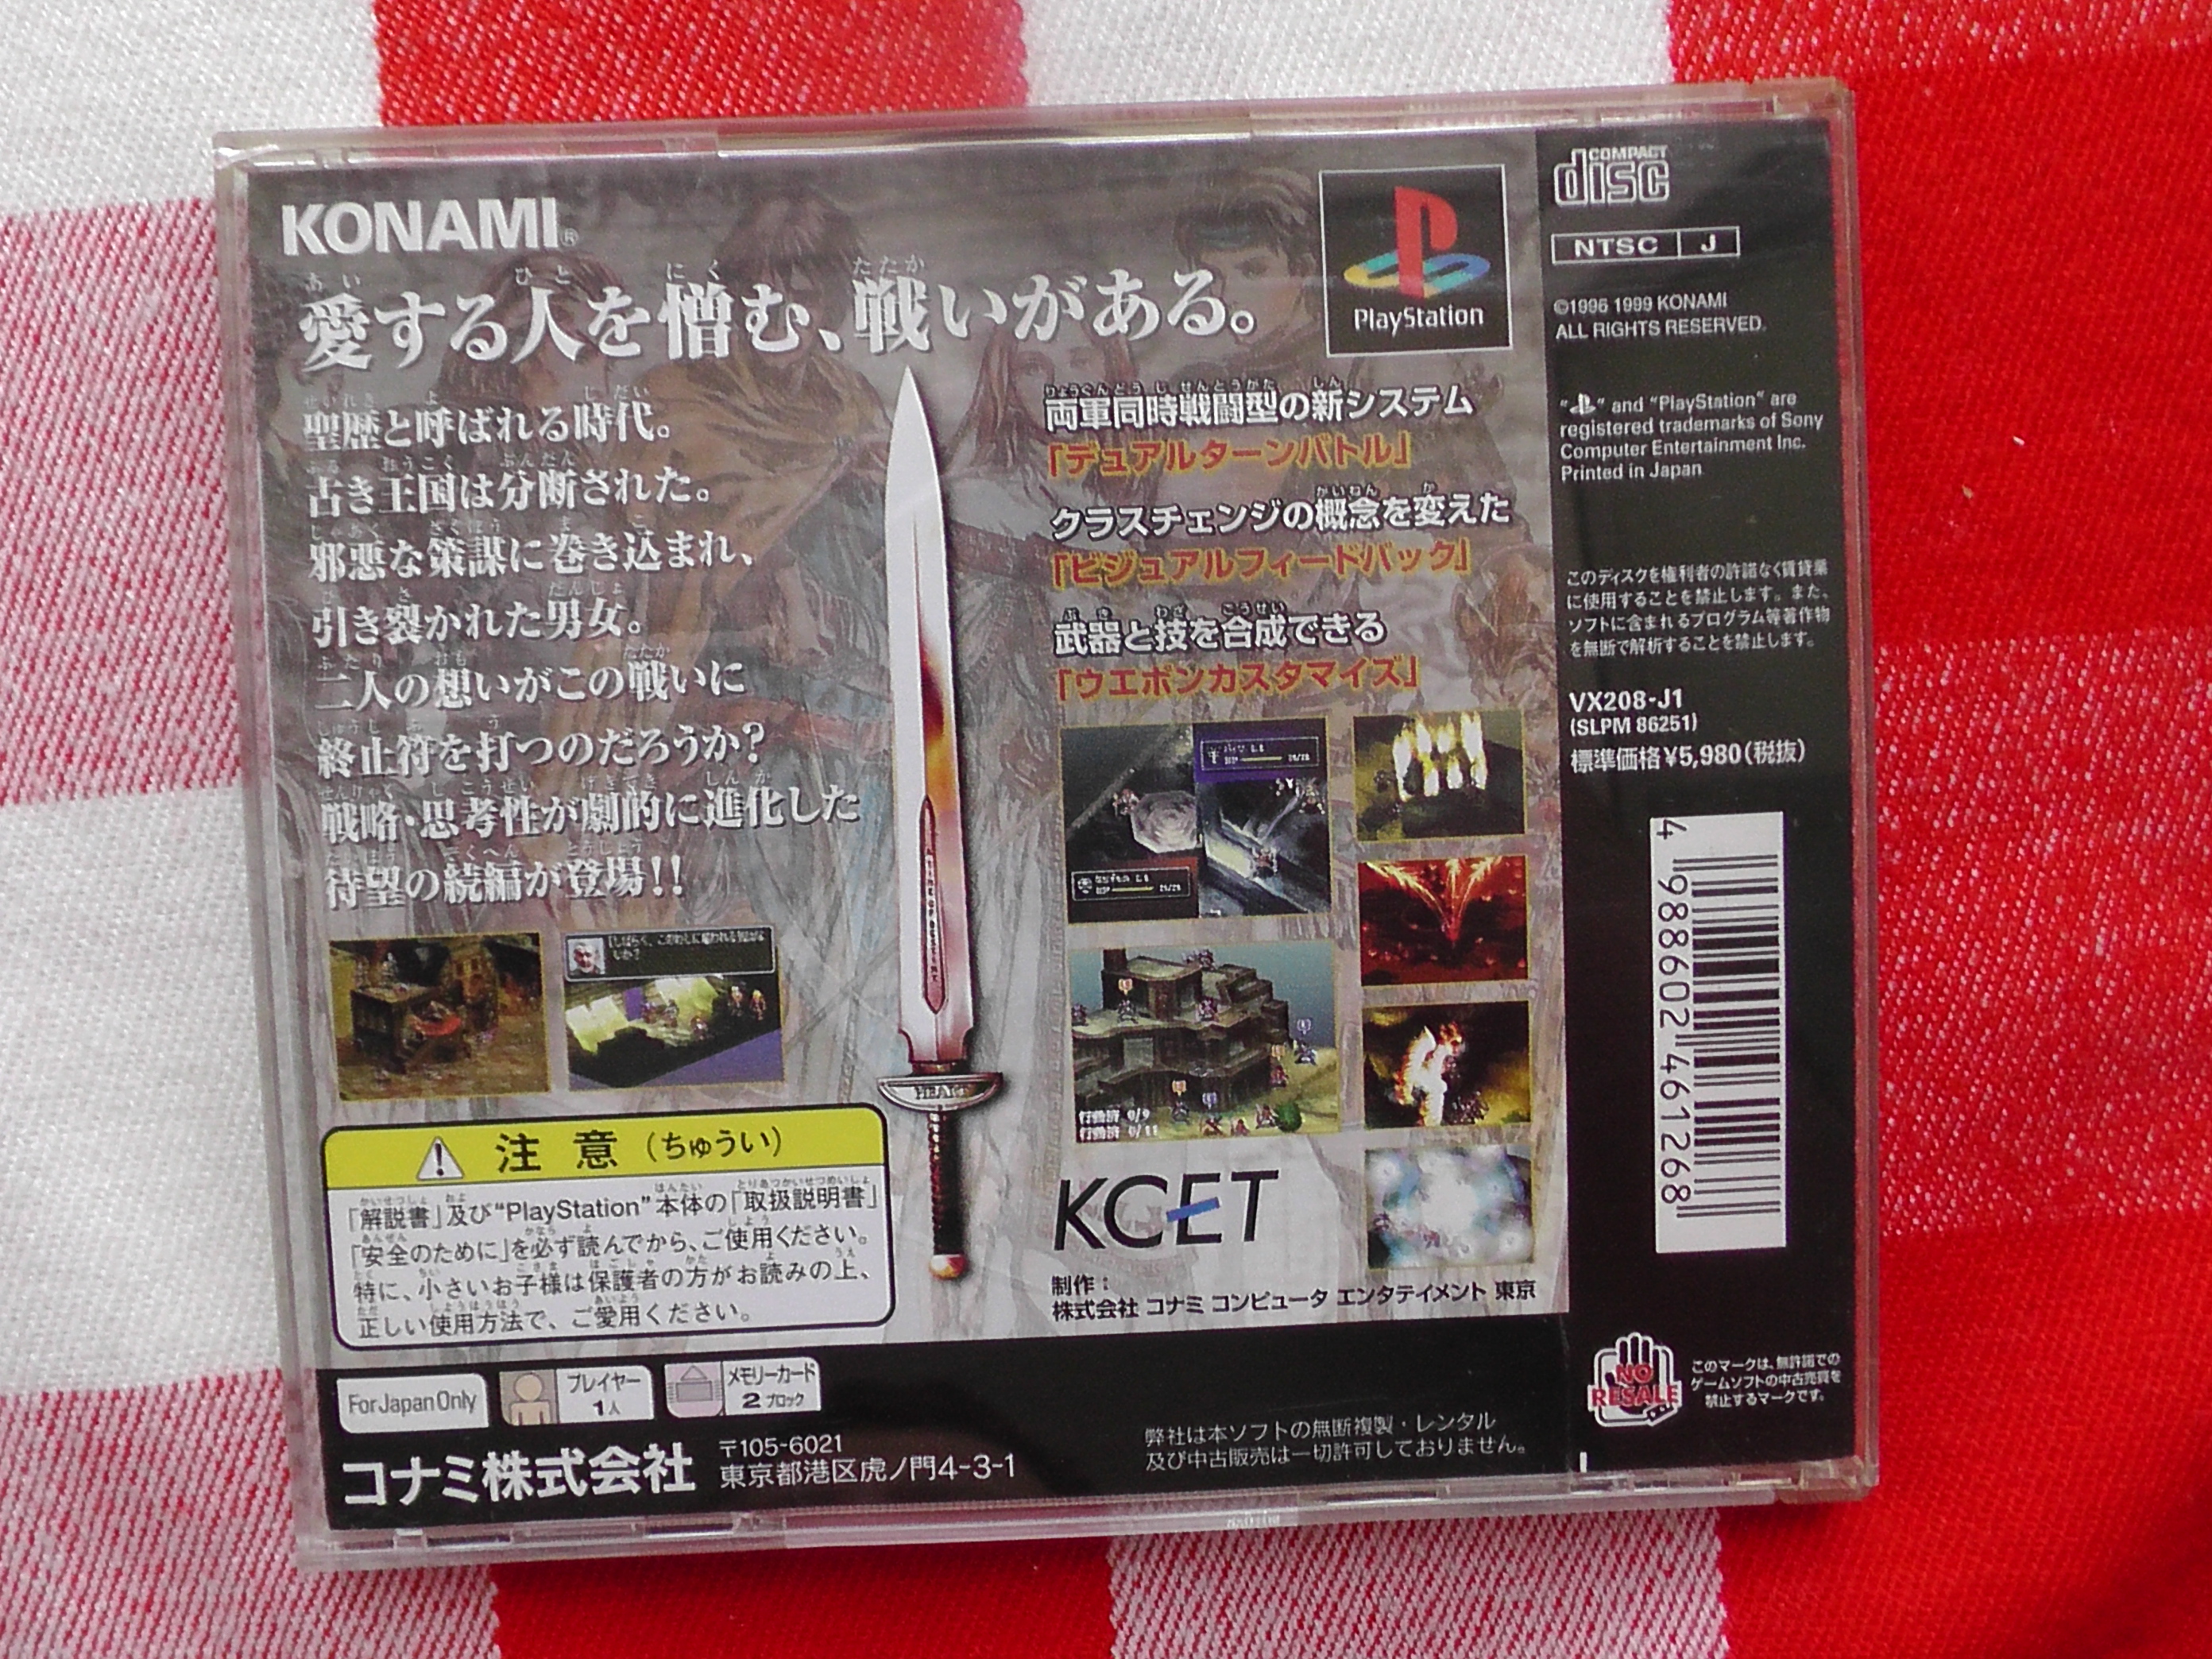 KONAMI®
愛する人を憎む、戦いがある。
聖歴と呼ばれる時代。
古き王国は分断された。
邪悪な策謀に巻き込まれ、
引き裂かれた男女。
二人の想いがこの戦いに
終止符を打つのだろうか?
戦略・思考性が劇的に進化した
待望の続編が登場!!
PlayStation
両軍同時戦闘型の新システム
「デュアルターンバトル」
クラスチェンジの概念を変えた
「ビジュアルフィードバック」
武器と技を合成できる
「ウエポンカスタマイズ」
行動済 0/9
行動済 0/11
KCET
制作:
株式会社 コナミ コンピュータ エンタテイメント 東京
注意(ちゅうい)
「解説書」及び“PlayStation”本体の「取扱説明書」
「安全のために」を必ず読んでから、ご使用ください。
特に、小さいお子様は保護者の方がお読みの上、
正しい使用方法で、ご愛用ください。
For Japan Only
プレイヤー
1人
メモリーカード
2 ブロック
コナミ株式会社
〒105-6021
東京都港区虎ノ門4-3-1
弊社は本ソフトの無断複製・レンタル
及び中古販売は一切許可しておりません。
COMPACT
disc
NTSC J
©1996 1999 KONAMI
ALL RIGHTS RESERVED.
“ ” and “PlayStation” are
registered trademarks of Sony
Computer Entertainment Inc.
Printed in Japan
このディスクを権利者の許諾なく賃貸業
に使用することを禁止します。また、
ソフトに含まれるプログラム等著作物
を無断で解析することを禁止します。
VX208-J1
(SLPM 86251)
標準価格¥5,980(税抜)
4 988602 461268
NO
RESALE
このマークは、無許諾での
ゲームソフトの中古売買を
禁止するマークです。